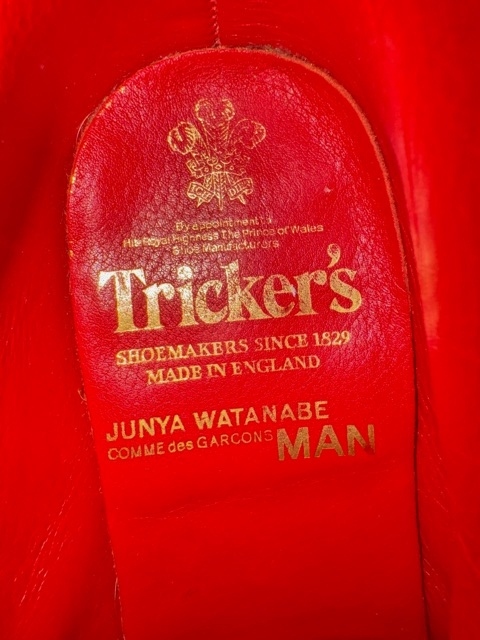 By appointment to
His Royal Highness The Prince of Wales
Shoe Manufacturers
Tricker's
SHOEMAKERS SINCE 1829
MADE IN ENGLAND
JUNYA WATANABE
COMME des GARCONS MAN